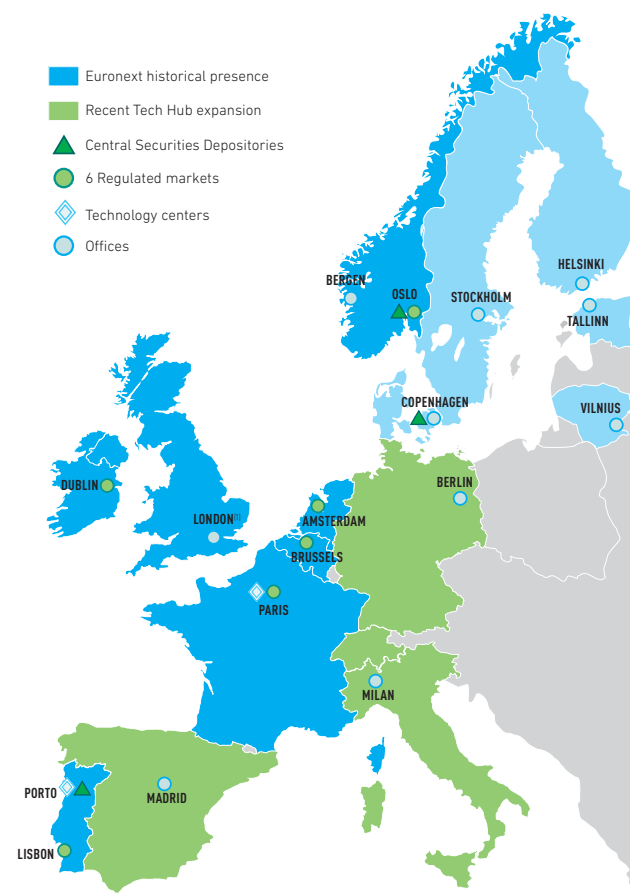 Euronext historical presence
Recent Tech Hub expansion
Central Securities Depositories
6 Regulated markets
Technology centers
Offices
HELSINKI
BERGEN
OSLO
STOCKHOLM
TALLINN
COPENHAGEN
VILNIUS
DUBLIN
BERLIN
LONDON(1)
AMSTERDAM
BRUSSELS
PARIS
MILAN
PORTO
MADRID
LISBON